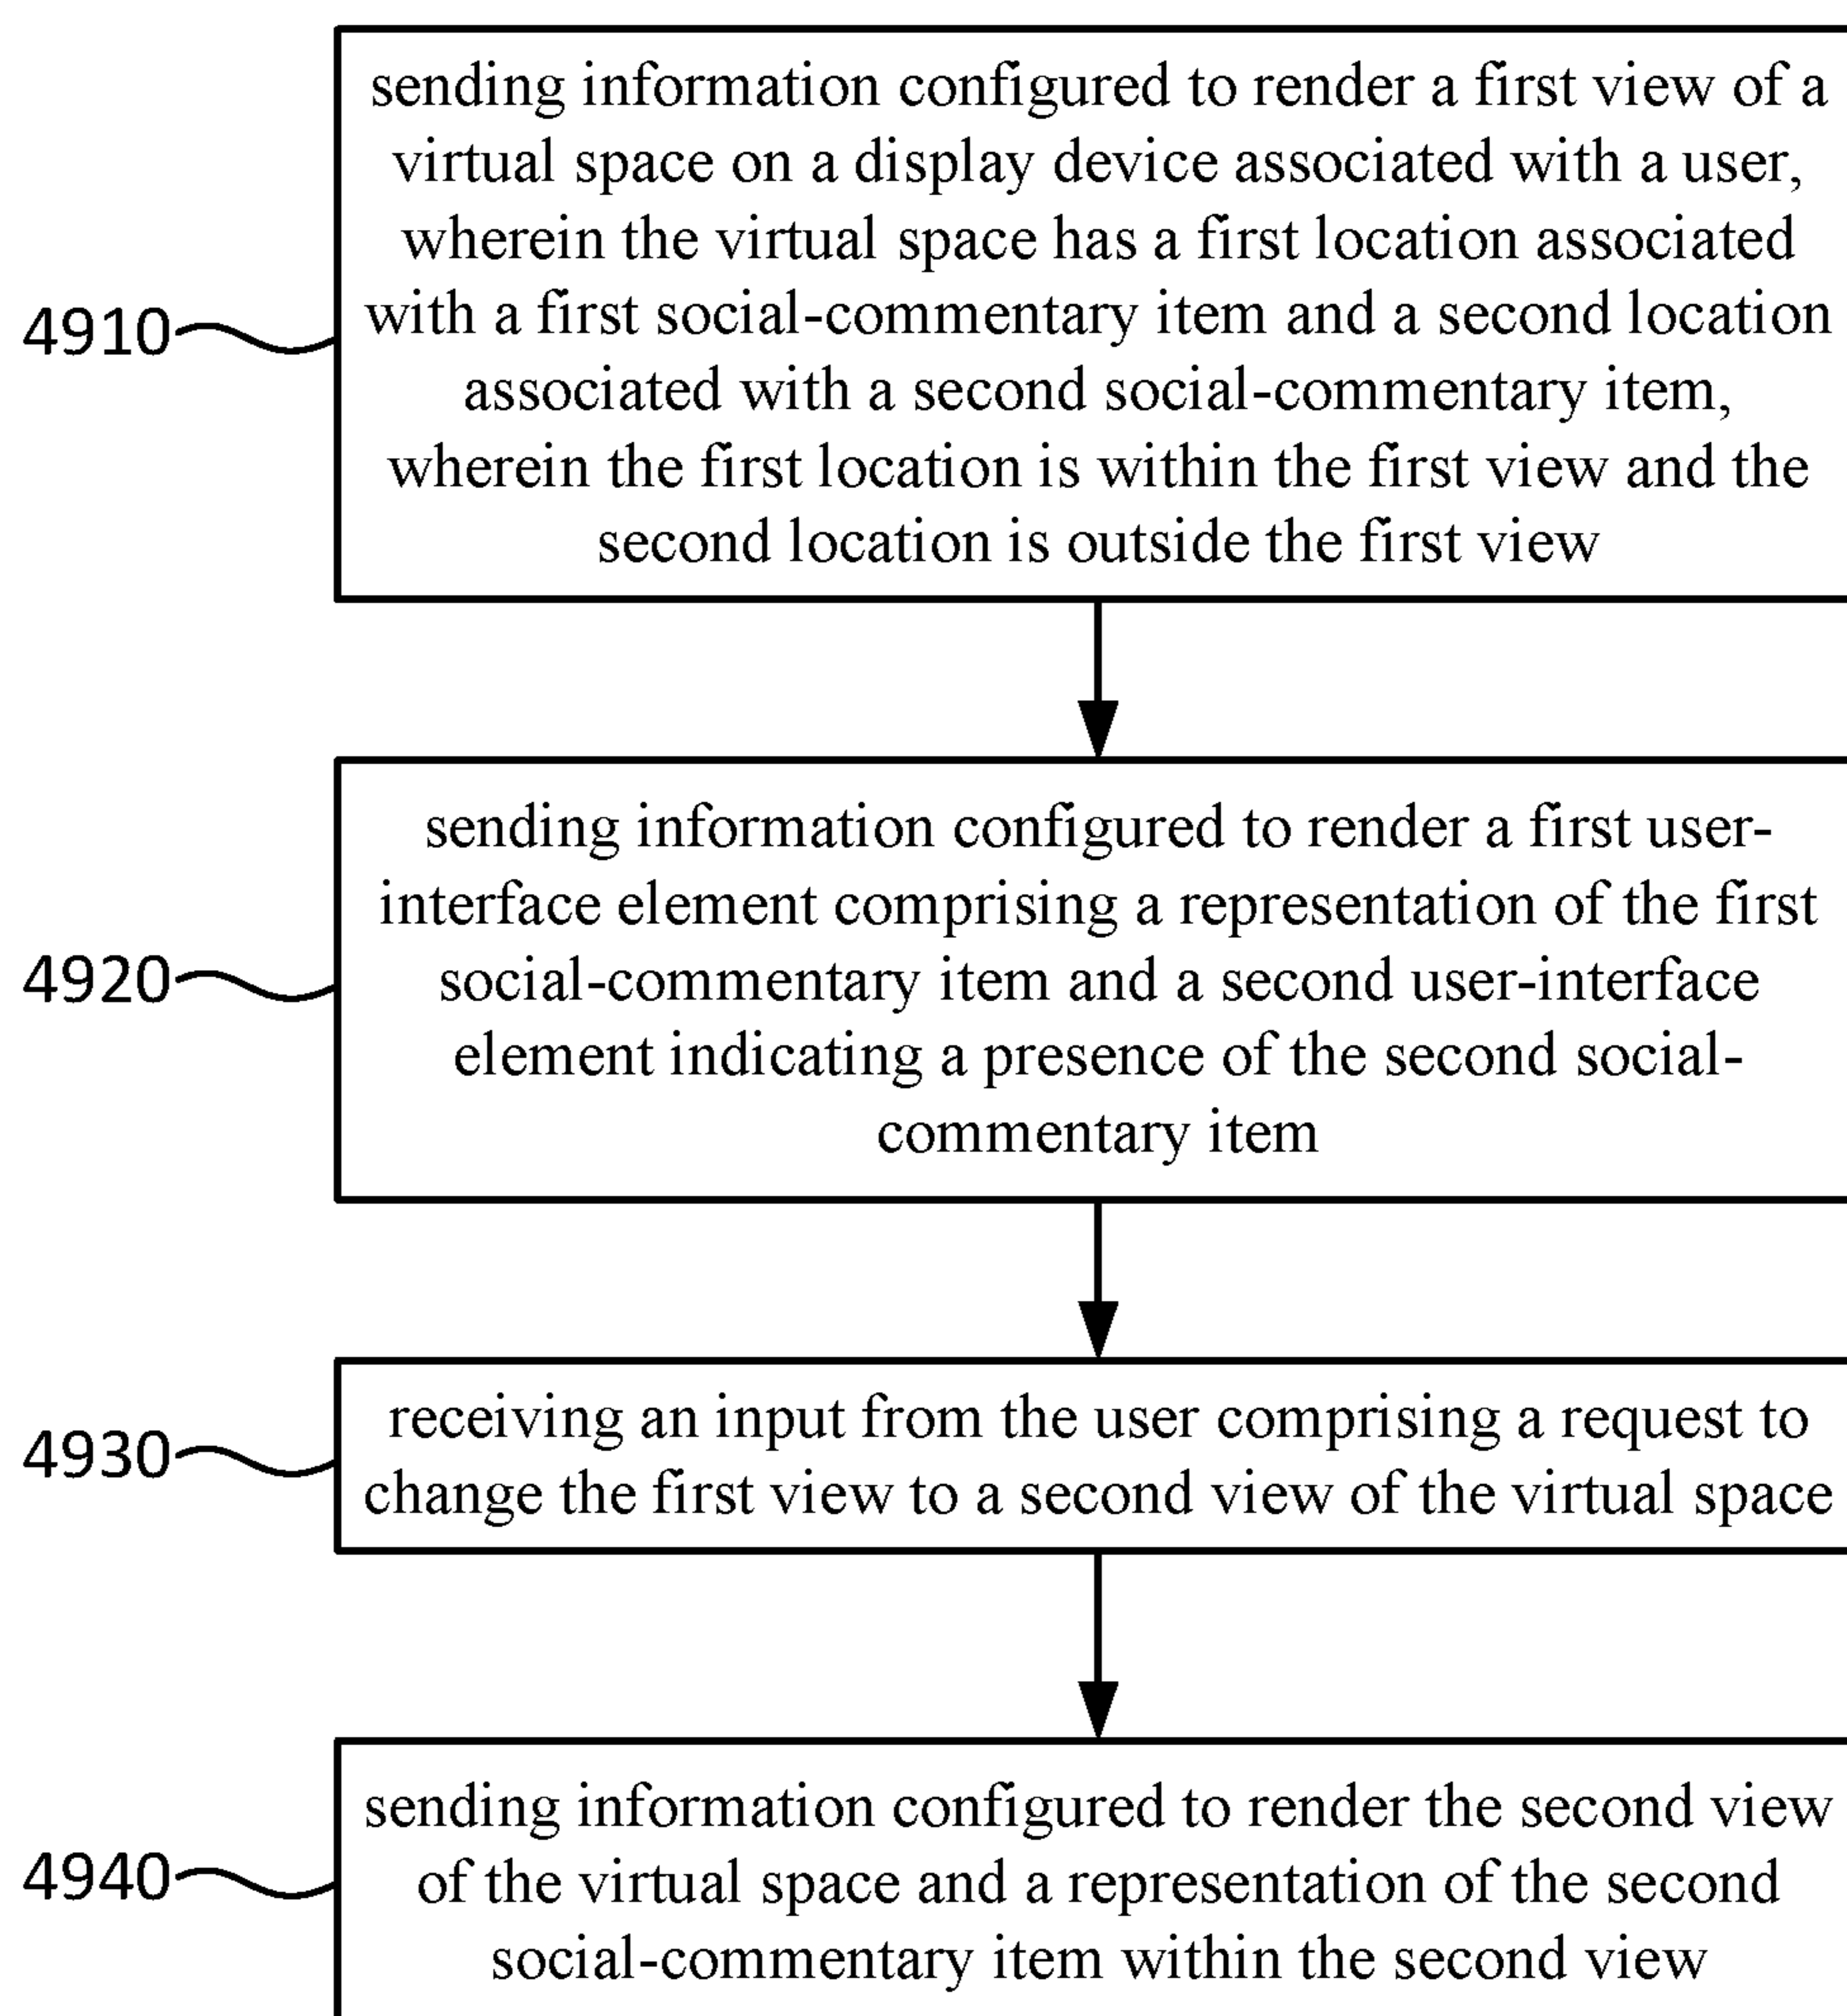 sending information configured to render a first view of a
virtual space on a display device associated with a user,
wherein the virtual space has a first location associated
4910
with a first social-commentary item and a second location
associated with a second social-commentary item,
wherein the first location is within the first view and the
second location is outside the first view
sending information configured to render a first user-
interface element comprising a representation of the first
4920
social-commentary item and a second user-interface
element indicating a presence of the second social-
commentary item
receiving an input from the user comprising a request to
4930
change the first view to a second view of the virtual space
sending information configured to render the second view
4940
of the virtual space and a representation of the second
social-commentary item within the second view